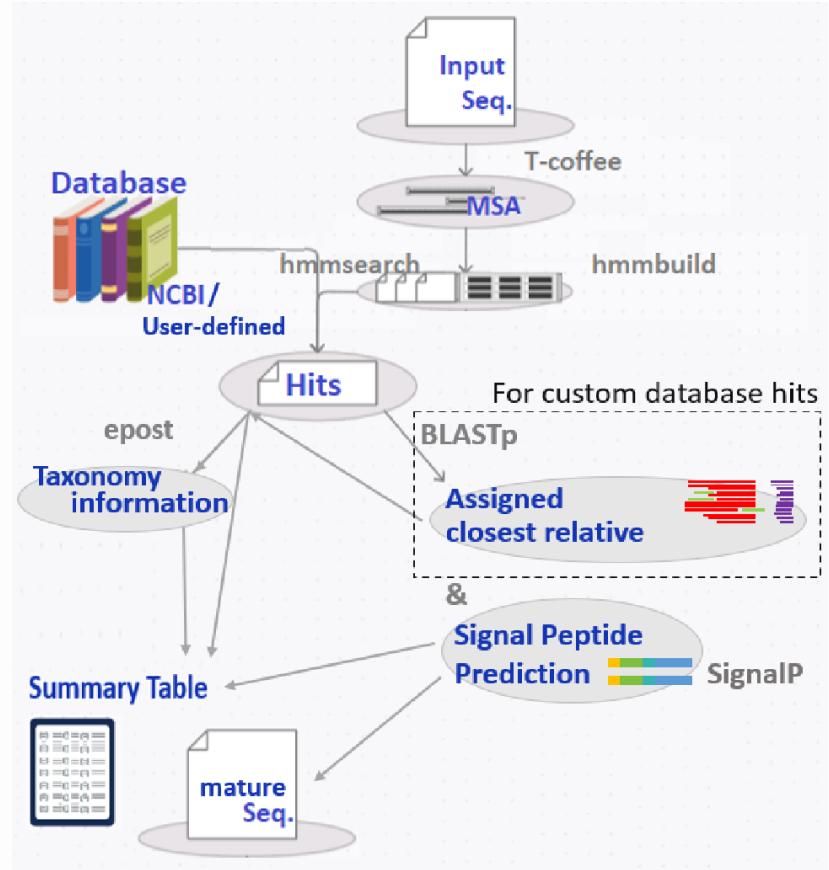 Input
Seq.
T-coffee
MSA
Database
hmmsearch
hmmbuild
NCBI/
User-defined
Hits
For custom database hits
epost
BLASTp
Taxonomy
information
Assigned
closest relative
&
Signal Peptide
Prediction
SignalP
Summary Table
mature
Seq.